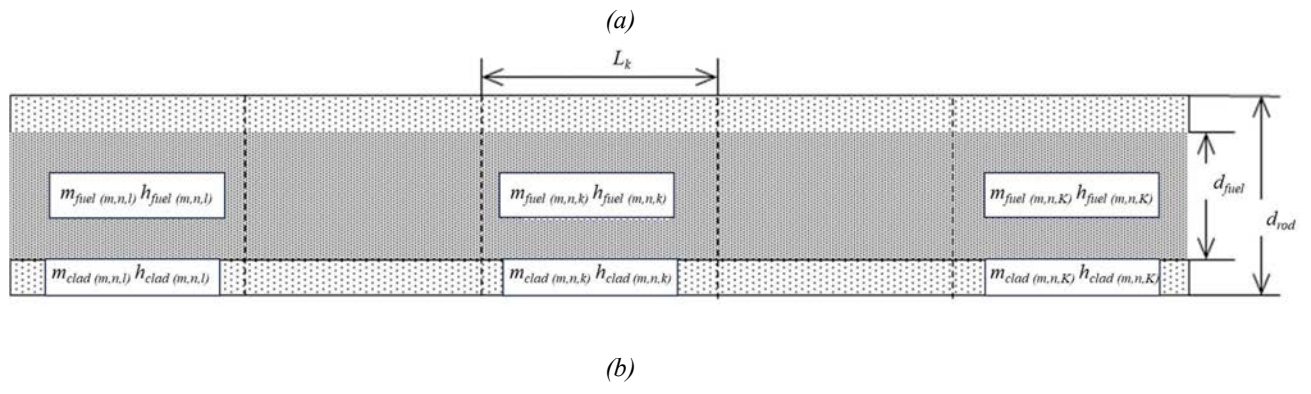 (a)
L_k
m_fuel (m,n,l) h_fuel (m,n,l)
m_fuel (m,n,k) h_fuel (m,n,k)
m_fuel (m,n,K) h_fuel (m,n,K)
d_fuel
d_rod
m_clad (m,n,l) h_clad (m,n,l)
m_clad (m,n,k) h_clad (m,n,k)
m_clad (m,n,K) h_clad (m,n,K)
(b)